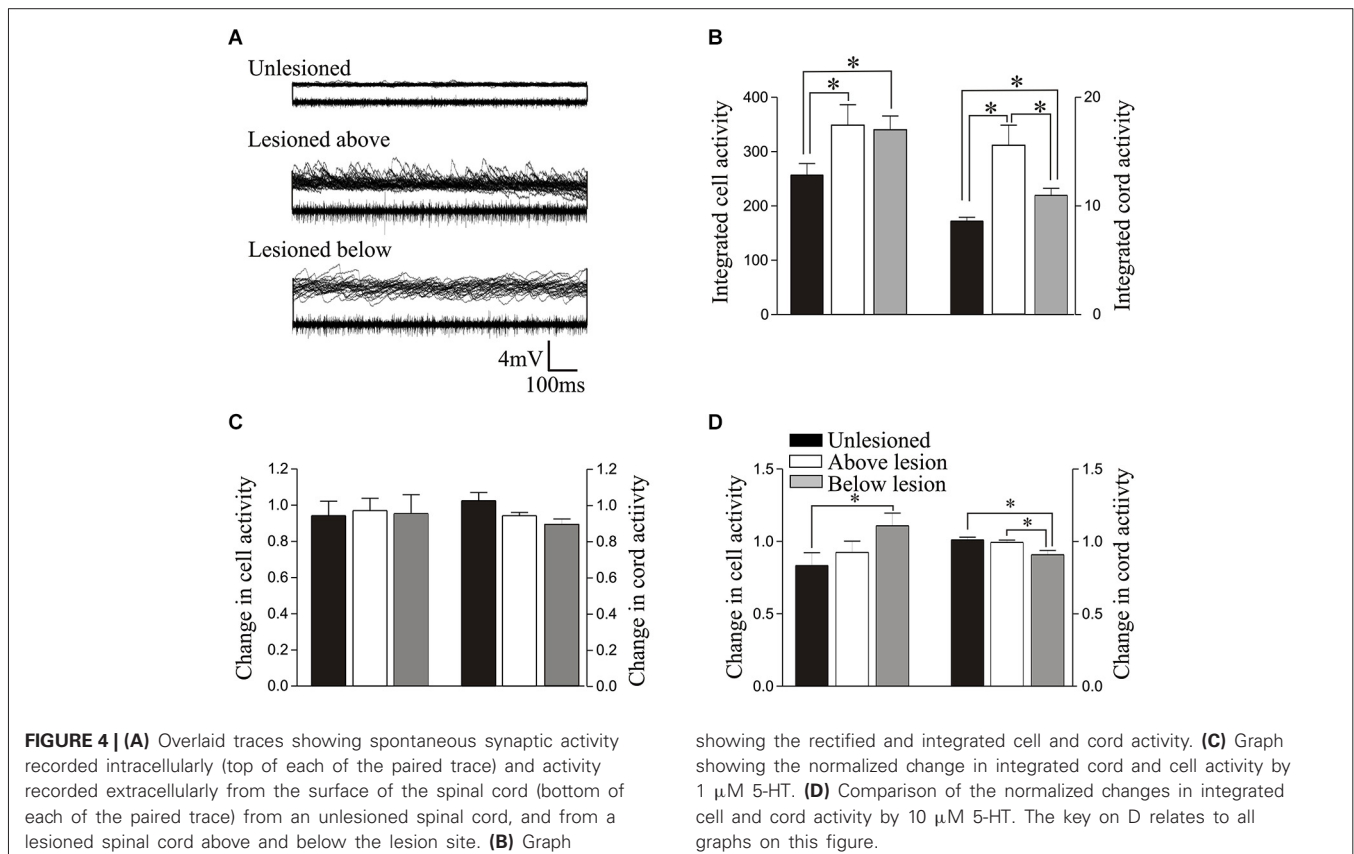 A
Unlesioned
Lesioned above
Lesioned below
4mV
100ms
B
Integrated cell activity
400
300
200
100
0
* * * * *
20
10
0
Integrated cord activity
C
Change in cell activity
1.2
1.0
0.8
0.6
0.4
0.2
0.0
1.2
1.0
0.8
0.6
0.4
0.2
0.0
Change in cord activity
D
Unlesioned
Above lesion
Below lesion
Change in cell activity
1.5
1.0
0.5
0.0
* * *
1.5
1.0
0.5
0.0
Change in cord activity
FIGURE 4 | (A) Overlaid traces showing spontaneous synaptic activity
recorded intracellularly (top of each of the paired trace) and activity
recorded extracellularly from the surface of the spinal cord (bottom of
each of the paired trace) from an unlesioned spinal cord, and from a
lesioned spinal cord above and below the lesion site. (B) Graph
showing the rectified and integrated cell and cord activity. (C) Graph
showing the normalized change in integrated cord and cell activity by
1 μM 5-HT. (D) Comparison of the normalized changes in integrated
cell and cord activity by 10 μM 5-HT. The key on D relates to all
graphs on this figure.